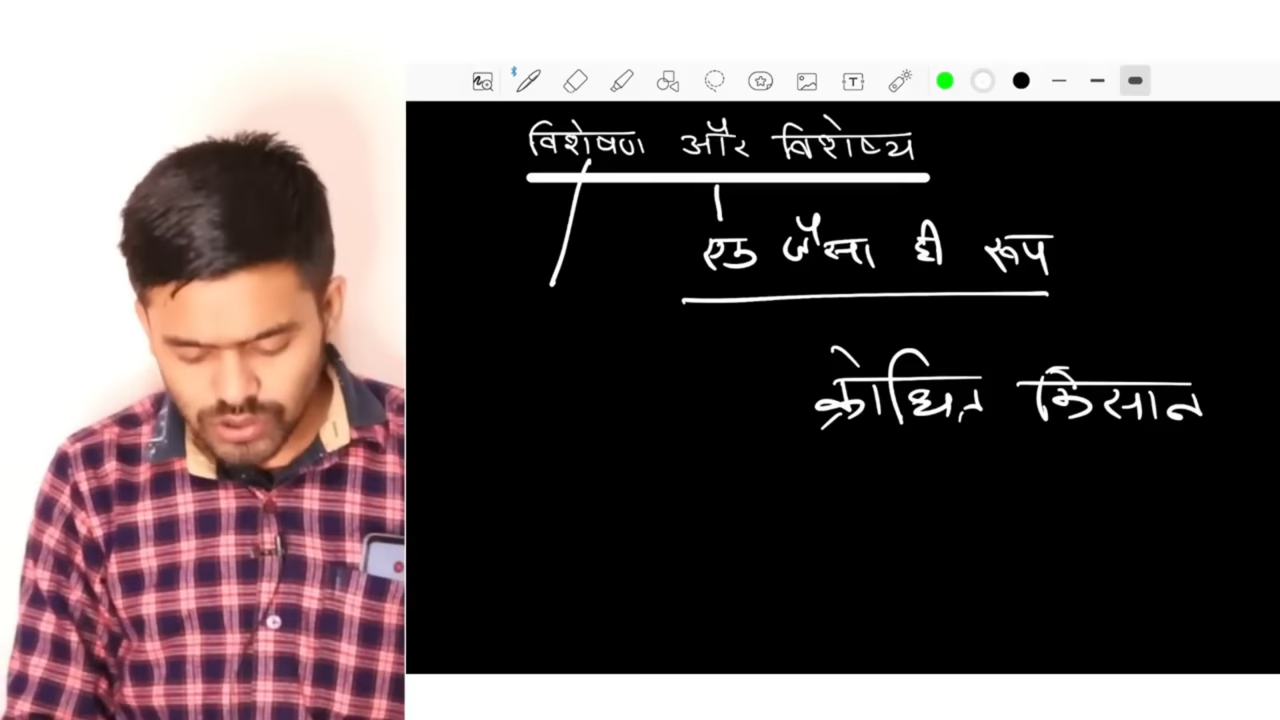 विशेषण और विशेष्य
एक जैसा ही रूप
क्रोधित किसान